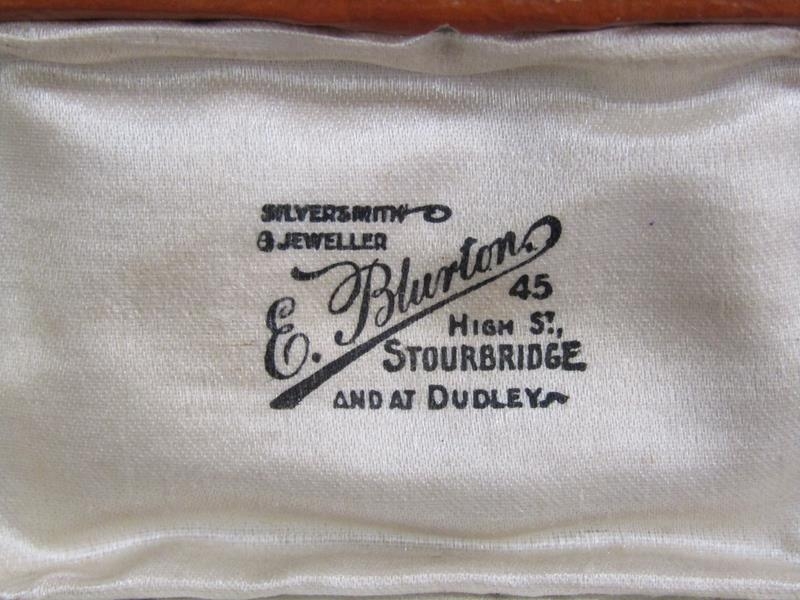 SILVERSMITH
& JEWELLER
E. Blurton.
45
HIGH ST.,
STOURBRIDGE
AND AT DUDLEY